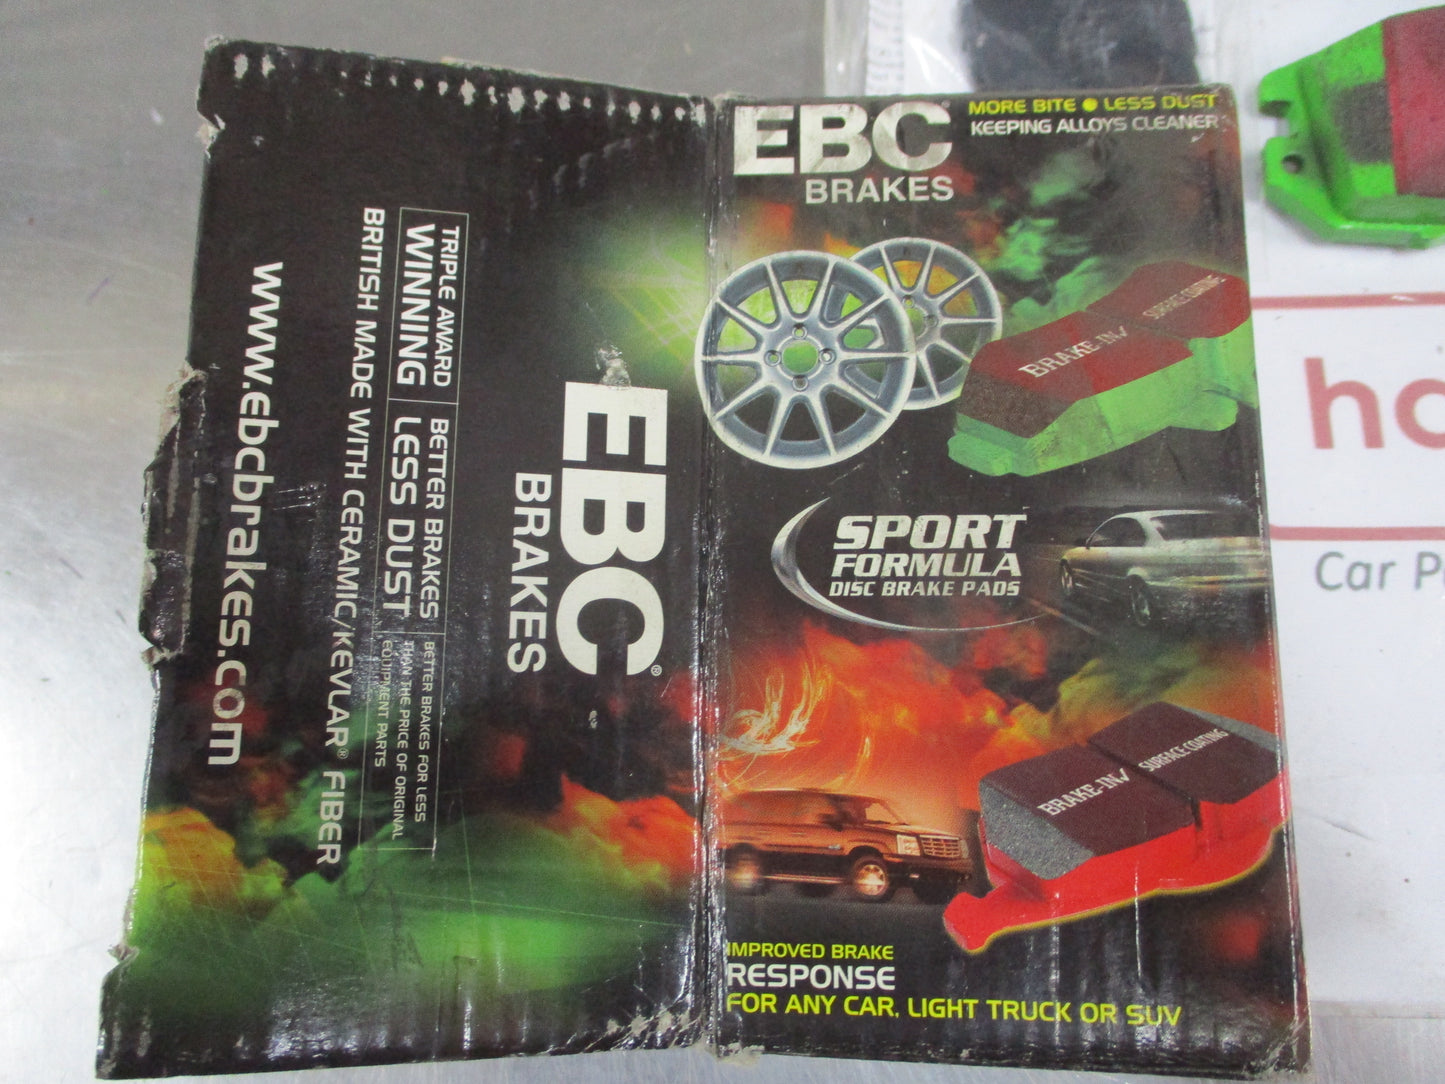 EBC®
BRAKES
MORE BITE ● LESS DUST
KEEPING ALLOYS CLEANER
BRAKE-IN
SURFACE COATING
SPORT
FORMULA
DISC BRAKE PADS
BRAKE-IN
SURFACE COATING
IMPROVED BRAKE
RESPONSE
FOR ANY CAR, LIGHT TRUCK OR SUV
EBC®
BRAKES
TRIPLE AWARD
WINNING
BETTER BRAKES
LESS DUST
BETTER BRAKES FOR LESS
THAN THE PRICE OF ORIGINAL
EQUIPMENT PARTS
BRITISH MADE WITH CERAMIC/KEVLAR® FIBER
www.ebcbrakes.com
Car